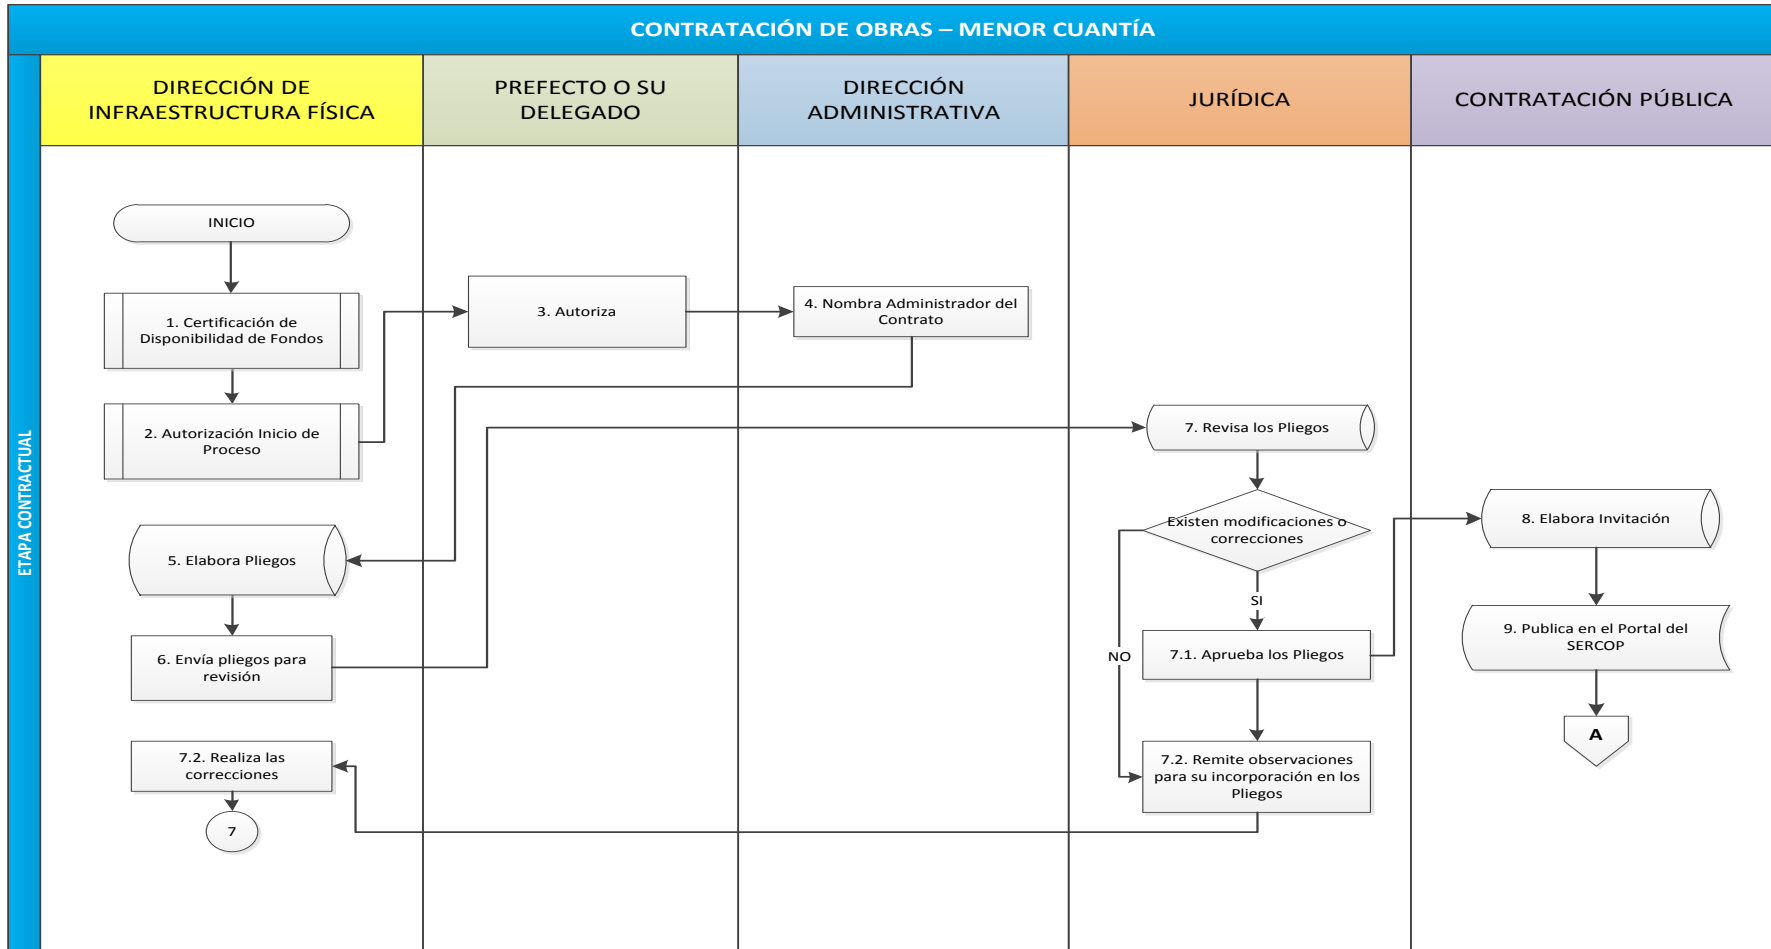 CONTRATACIÓN DE OBRAS – MENOR CUANTÍA
ETAPA CONTRACTUAL
DIRECCIÓN DE
INFRAESTRUCTURA FÍSICA
PREFECTO O SU
DELEGADO
DIRECCIÓN
ADMINISTRATIVA
JURÍDICA
CONTRATACIÓN PÚBLICA
INICIO
1. Certificación de
Disponibilidad de Fondos
2. Autorización Inicio de
Proceso
3. Autoriza
4. Nombra Administrador del
Contrato
5. Elabora Pliegos
6. Envía pliegos para
revisión
7. Revisa los Pliegos
Existen modificaciones o
correcciones
SI
NO
7.1. Aprueba los Pliegos
7.2. Remite observaciones
para su incorporación en los
Pliegos
7.2. Realiza las
correcciones
7
8. Elabora Invitación
9. Publica en el Portal del
SERCOP
A